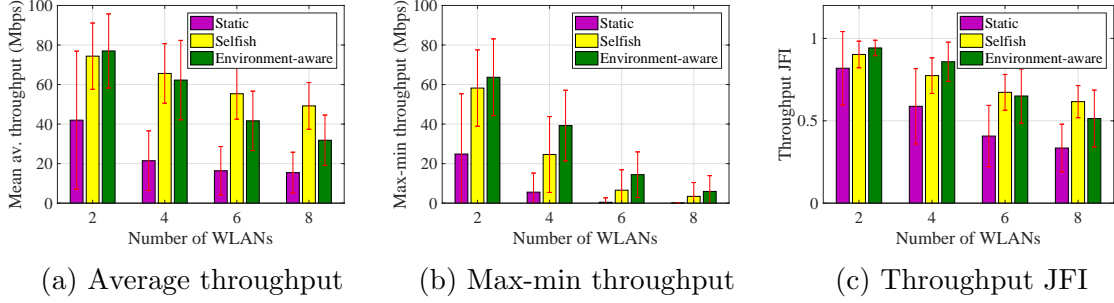 Mean av. throughput (Mbps)
100
80
60
40
20
0
2
4
6
8
Number of WLANs
Static
Selfish
Environment-aware
(a) Average throughput
Max-min throughput (Mbps)
100
80
60
40
20
0
2
4
6
8
Number of WLANs
Static
Selfish
Environment-aware
(b) Max-min throughput
Throughput JFI
1
0.5
0
2
4
6
8
Number of WLANs
Static
Selfish
Environment-aware
(c) Throughput JFI